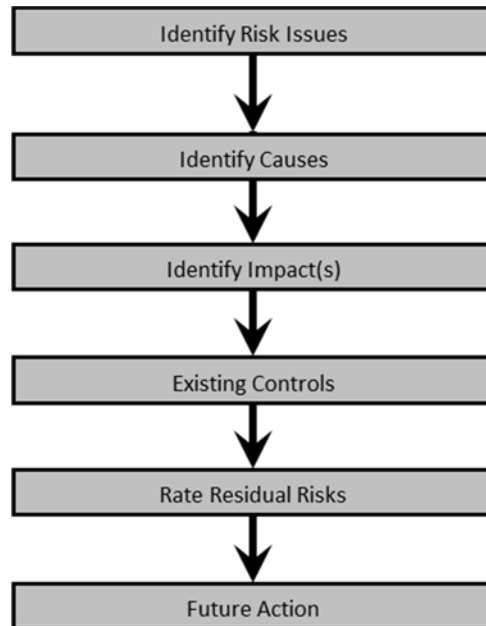 Identify Risk Issues
Identify Causes
Identify Impact(s)
Existing Controls
Rate Residual Risks
Future Action